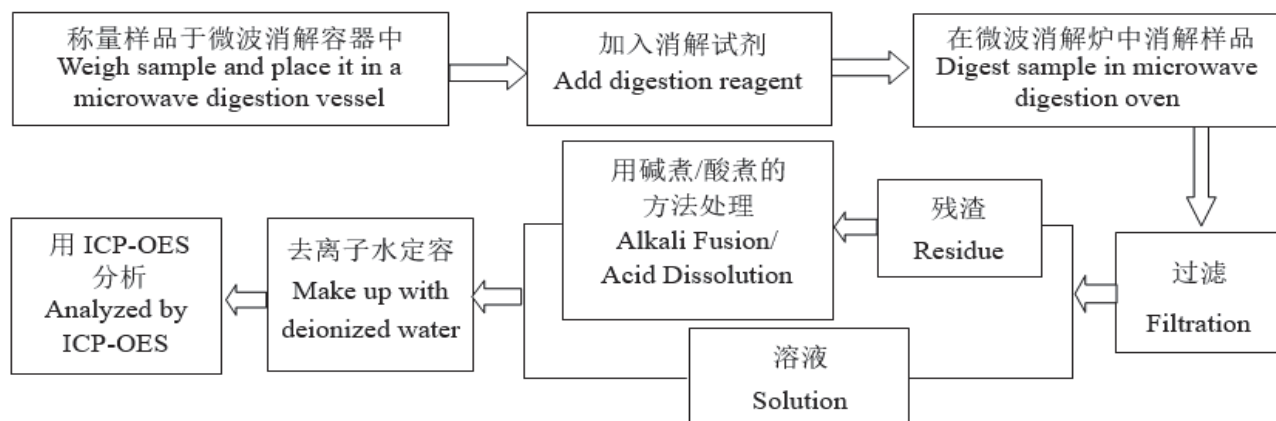 称量样品于微波消解容器中
Weigh sample and place it in a
microwave digestion vessel
加入消解试剂
Add digestion reagent
在微波消解炉中消解样品
Digest sample in microwave
digestion oven
过滤
Filtration
残渣
Residue
用碱煮/酸煮的
方法处理
Alkali Fusion/
Acid Dissolution
溶液
Solution
去离子水定容
Make up with
deionized water
用 ICP-OES
分析
Analyzed by
ICP-OES